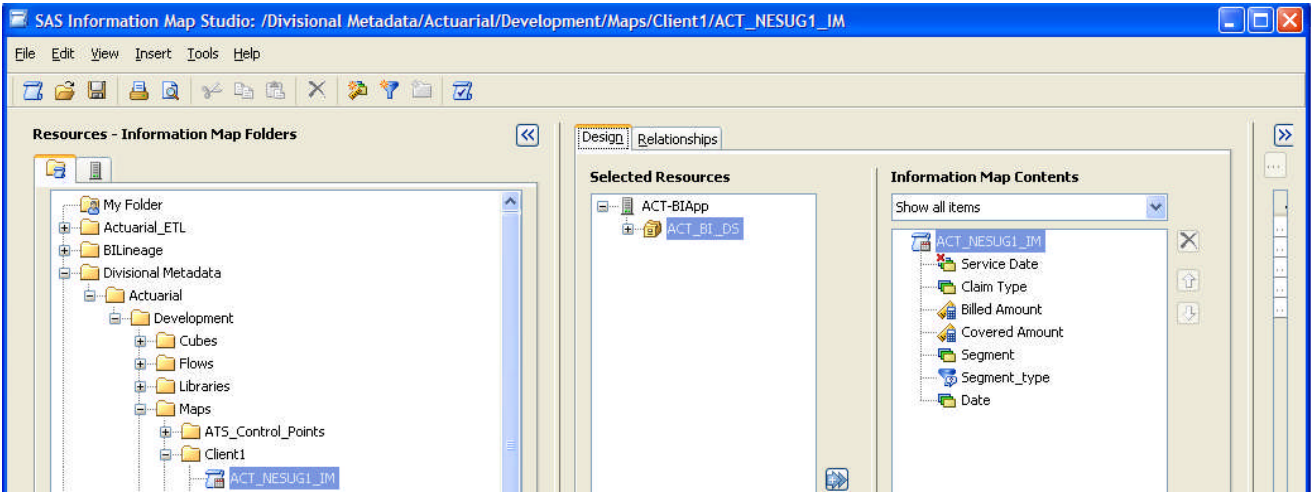 SAS Information Map Studio: /Divisional Metadata/Actuarial/Development/Maps/Client1/ACT_NESUG1_IM
File Edit View Insert Tools Help
Resources - Information Map Folders
My Folder
Actuarial_ETL
BILineage
Divisional Metadata
Actuarial
Development
Cubes
Flows
Libraries
Maps
ATS_Control_Points
Client1
ACT_NESUG1_IM
Design Relationships
Selected Resources
ACT-BIApp
ACT_BI_DS
Information Map Contents
Show all items
ACT_NESUG1_IM
Service Date
Claim Type
Billed Amount
Covered Amount
Segment
Segment_type
Date
...